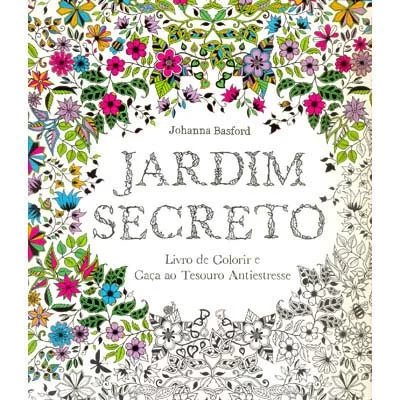 Johanna Basford
JARDIM
SECRETO
Livro de Colorir e
Caça ao Tesouro Antiestresse